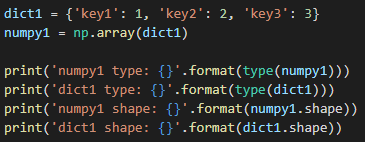 dict1 = {'key1': 1, 'key2': 2, 'key3': 3}
numpy1 = np.array(dict1)
print('numpy1 type: {}'.format(type(numpy1)))
print('dict1 type: {}'.format(type(dict1)))
print('numpy1 shape: {}'.format(numpy1.shape))
print('dict1 shape: {}'.format(dict1.shape))